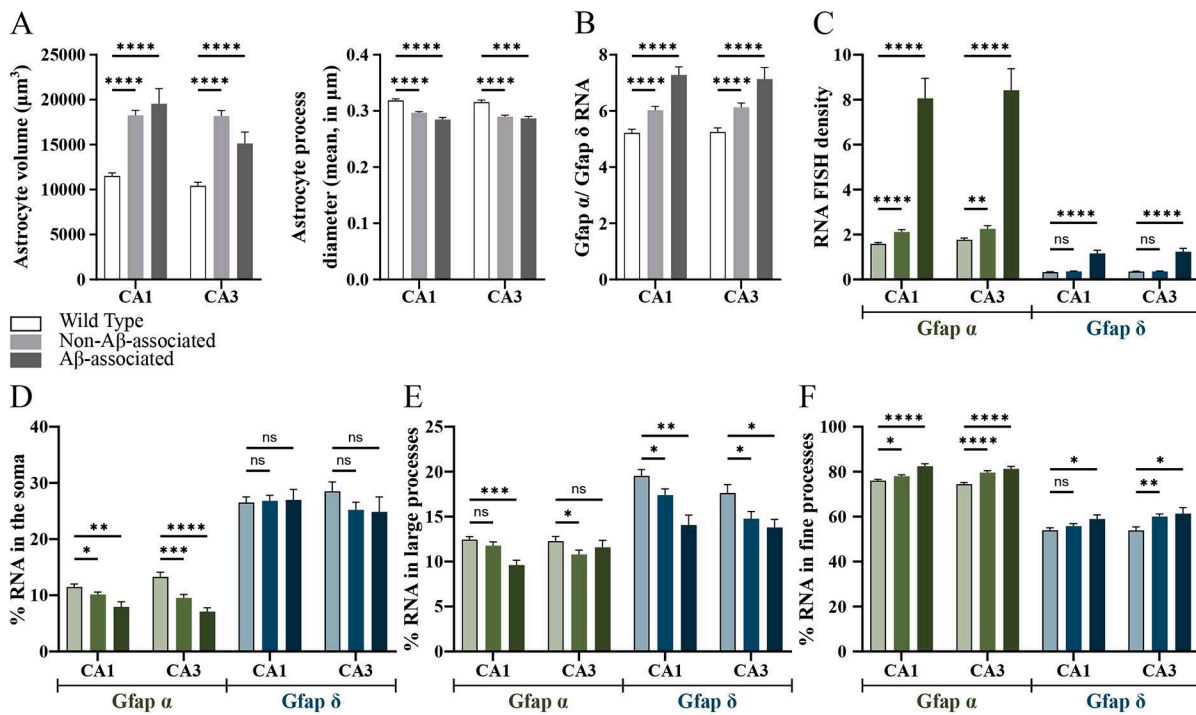 A
Astrocyte volume (µm³)
25000
20000
15000
10000
5000
0
****
****
****
****
CA1
CA3
Astrocyte process
diameter (mean, in µm)
0.4
0.3
0.2
0.1
0.0
****
***
****
****
CA1
CA3
Wild Type
Non-Aβ-associated
Aβ-associated
B
Gfap α/ Gfap δ RNA
8
6
4
2
0
****
****
****
****
CA1
CA3
C
RNA FISH density
10
8
6
4
2
0
****
****
****
**
****
****
ns
ns
CA1
CA3
CA1
CA3
Gfap α
Gfap δ
D
% RNA in the soma
40
30
20
10
0
**
*
****
***
ns
ns
ns
ns
CA1
CA3
CA1
CA3
Gfap α
Gfap δ
E
% RNA in large processes
25
20
15
10
5
0
***
ns
ns
*
**
*
*
*
CA1
CA3
CA1
CA3
Gfap α
Gfap δ
F
% RNA in fine processes
100
80
60
40
20
0
****
*
****
****
*
ns
*
**
CA1
CA3
CA1
CA3
Gfap α
Gfap δ